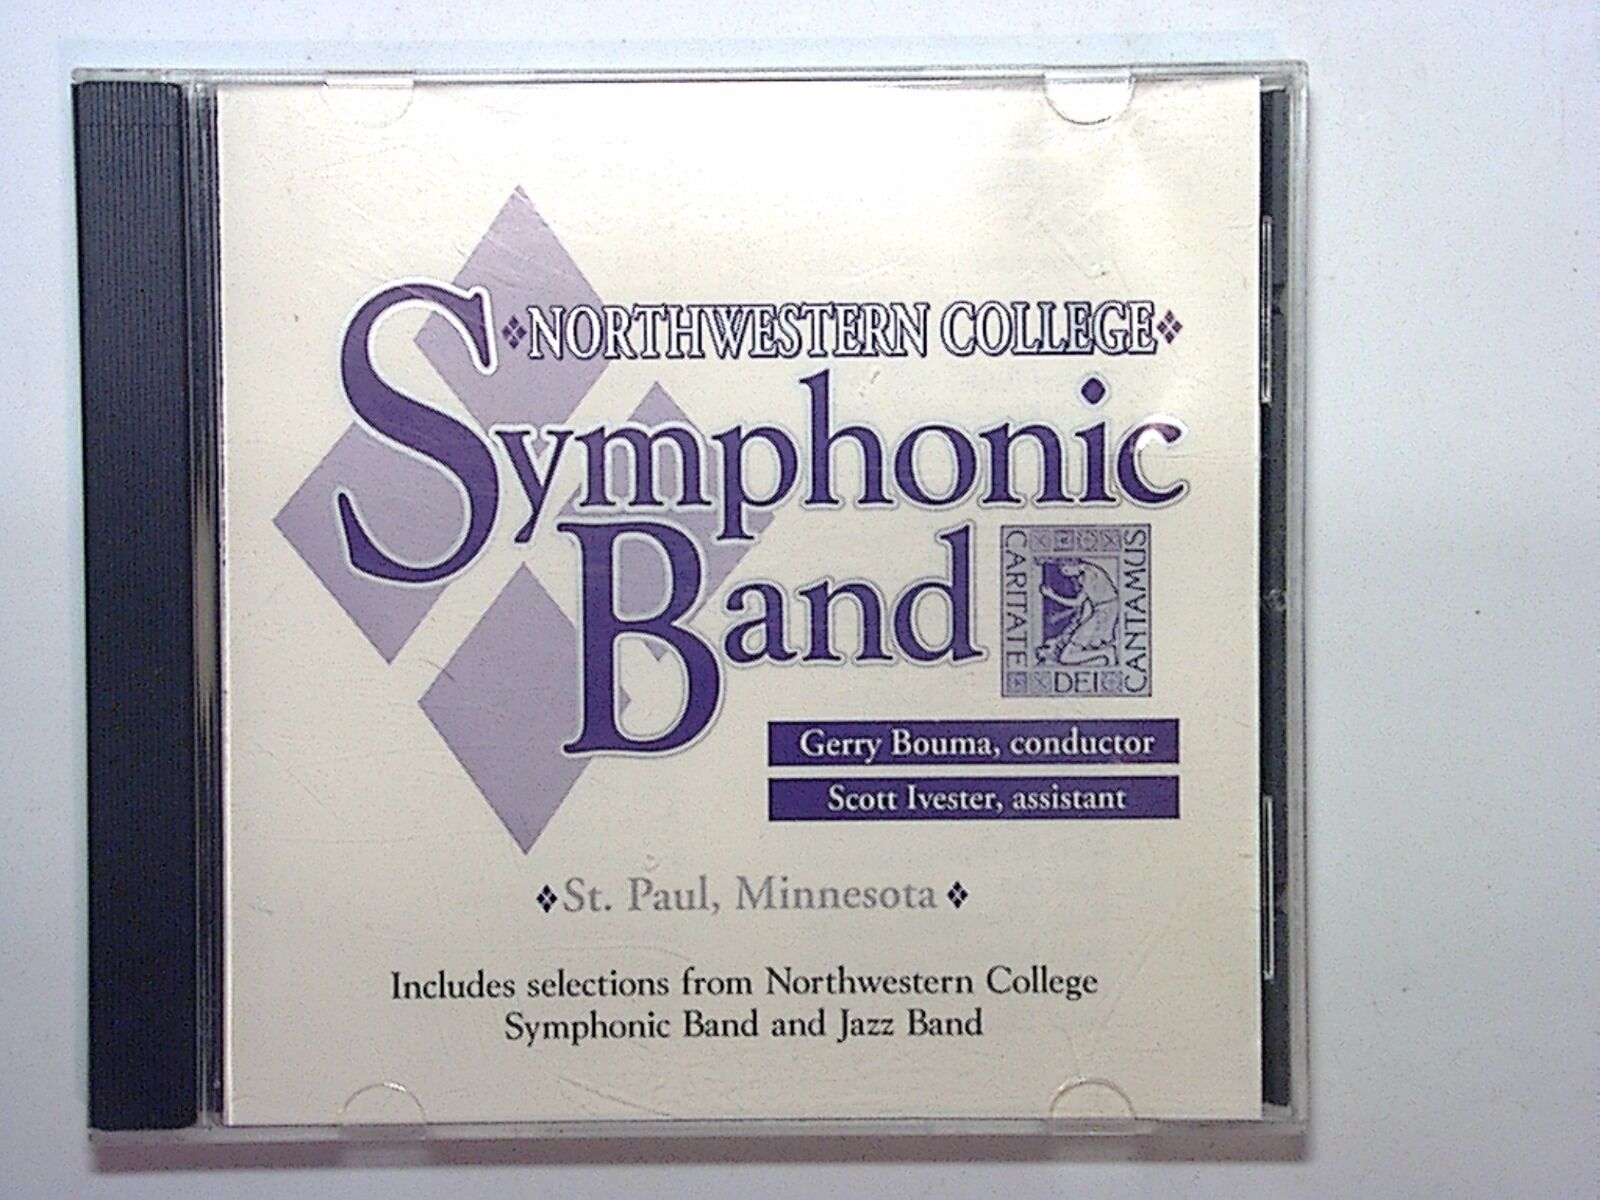 NORTHWESTERN COLLEGE
Symphonic
Band
CARITATE
DEI
CANTAMUS
Gerry Bouma, conductor
Scott Ivester, assistant
St. Paul, Minnesota
Includes selections from Northwestern College
Symphonic Band and Jazz Band